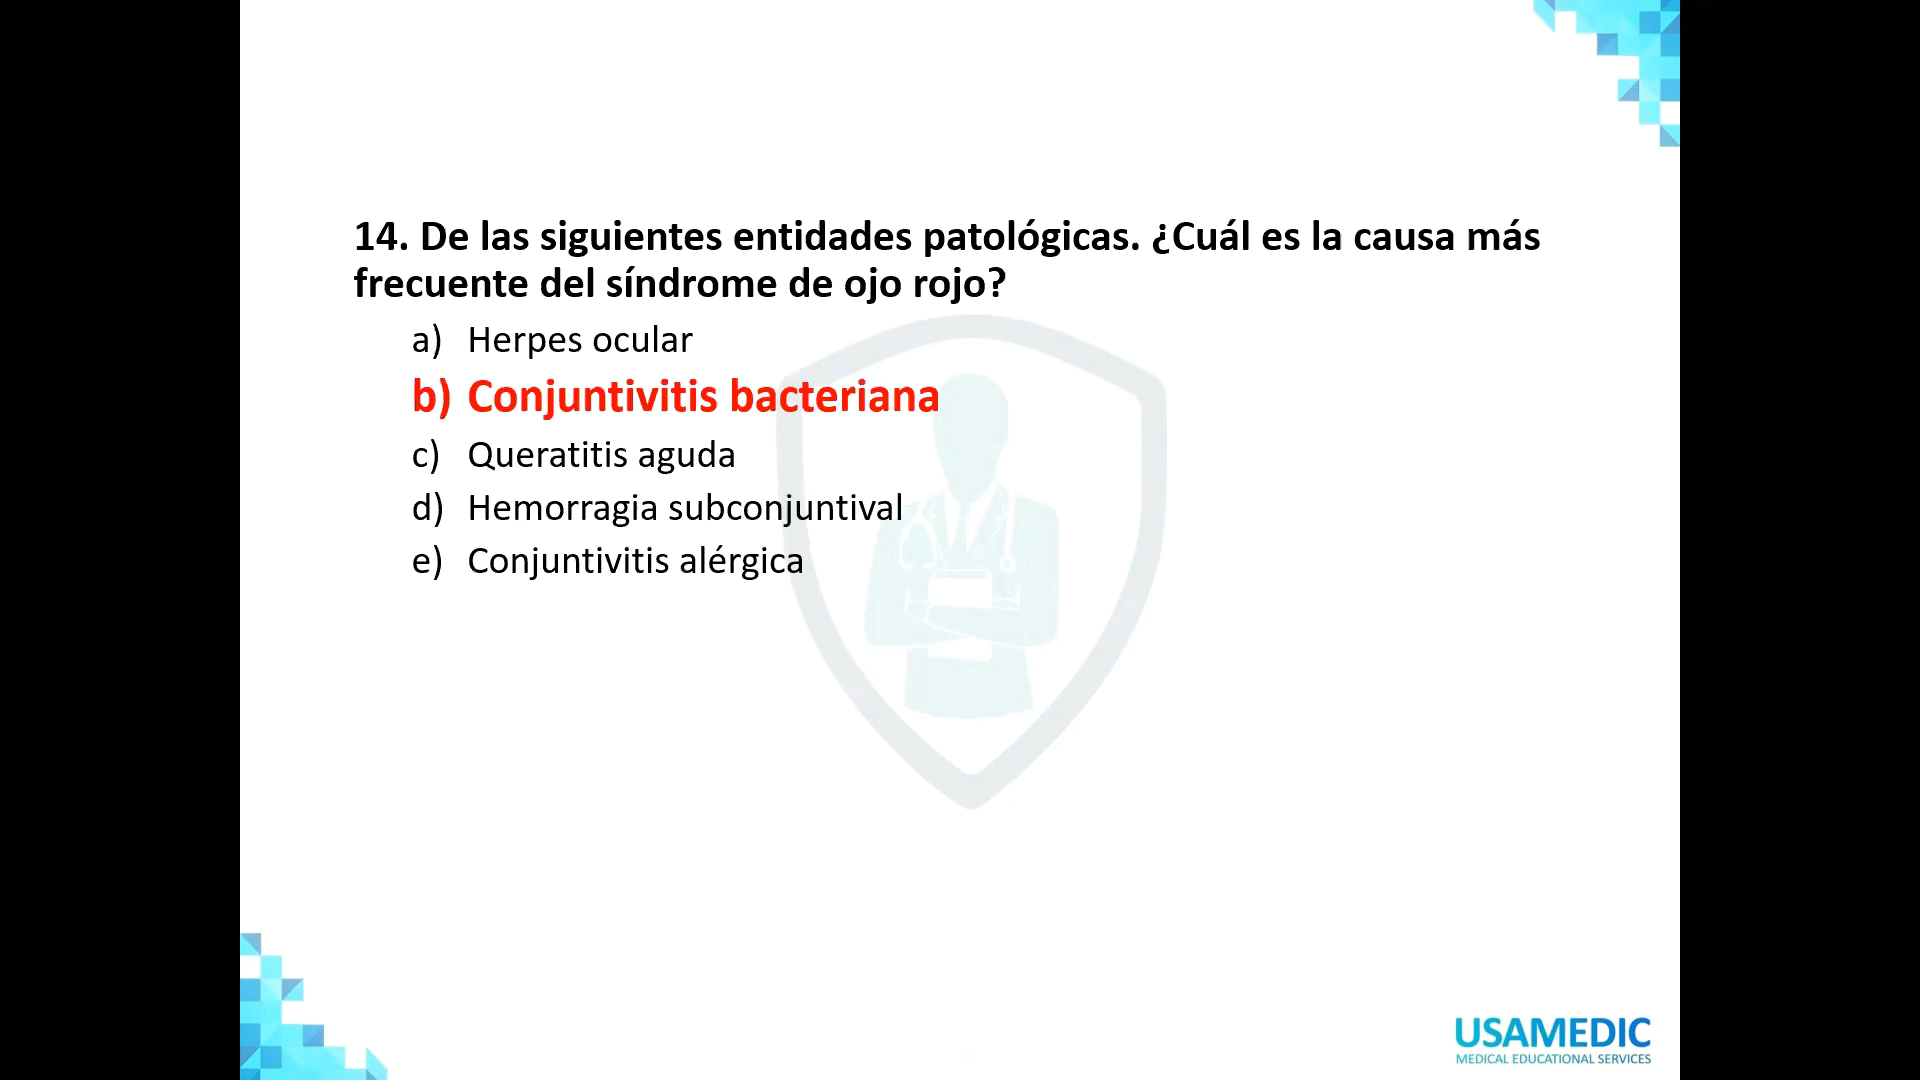 14. De las siguientes entidades patológicas. ¿Cuál es la causa más
frecuente del síndrome de ojo rojo?
a) Herpes ocular
b) Conjuntivitis bacteriana
c) Queratitis aguda
d) Hemorragia subconjuntival
e) Conjuntivitis alérgica
USAMEDIC
MEDICAL EDUCATIONAL SERVICES